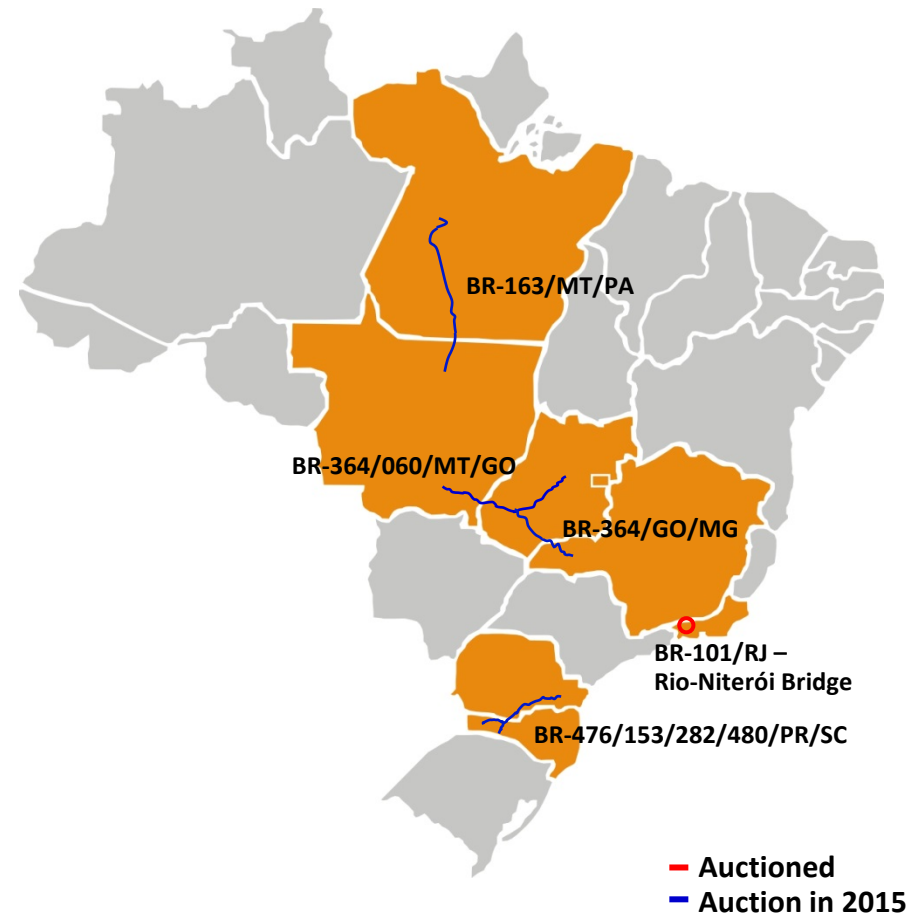 BR-163/MT/PA
BR-364/060/MT/GO
BR-364/GO/MG
BR-101/RJ –
Rio-Niterói Bridge
BR-476/153/282/480/PR/SC
Auctioned
Auction in 2015